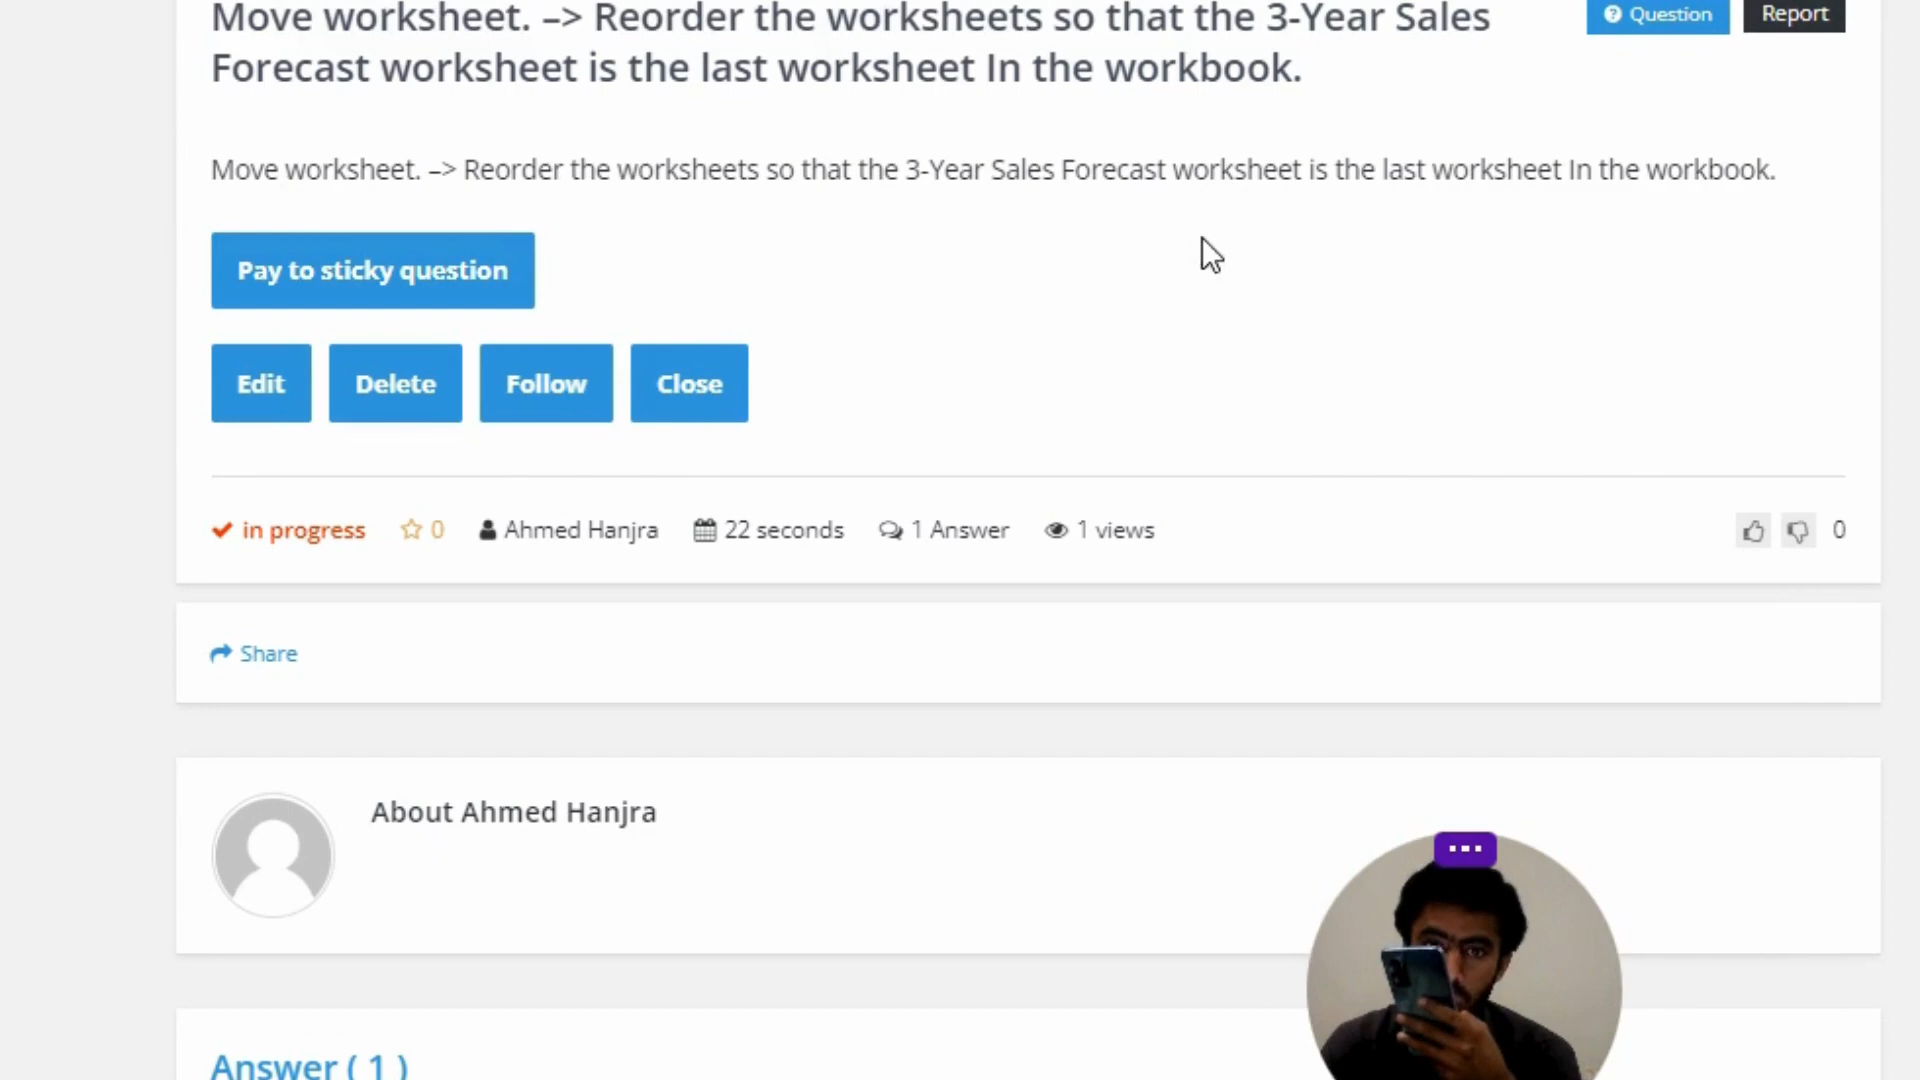 Move worksheet. –> Reorder the worksheets so that the 3-Year Sales
Forecast worksheet is the last worksheet In the workbook.
Question
Report
Move worksheet. –> Reorder the worksheets so that the 3-Year Sales Forecast worksheet is the last worksheet In the workbook.
Pay to sticky question
Edit Delete Follow Close
in progress 0 Ahmed Hanjra 22 seconds 1 Answer 1 views 0
Share
About Ahmed Hanjra
Answer ( 1 )